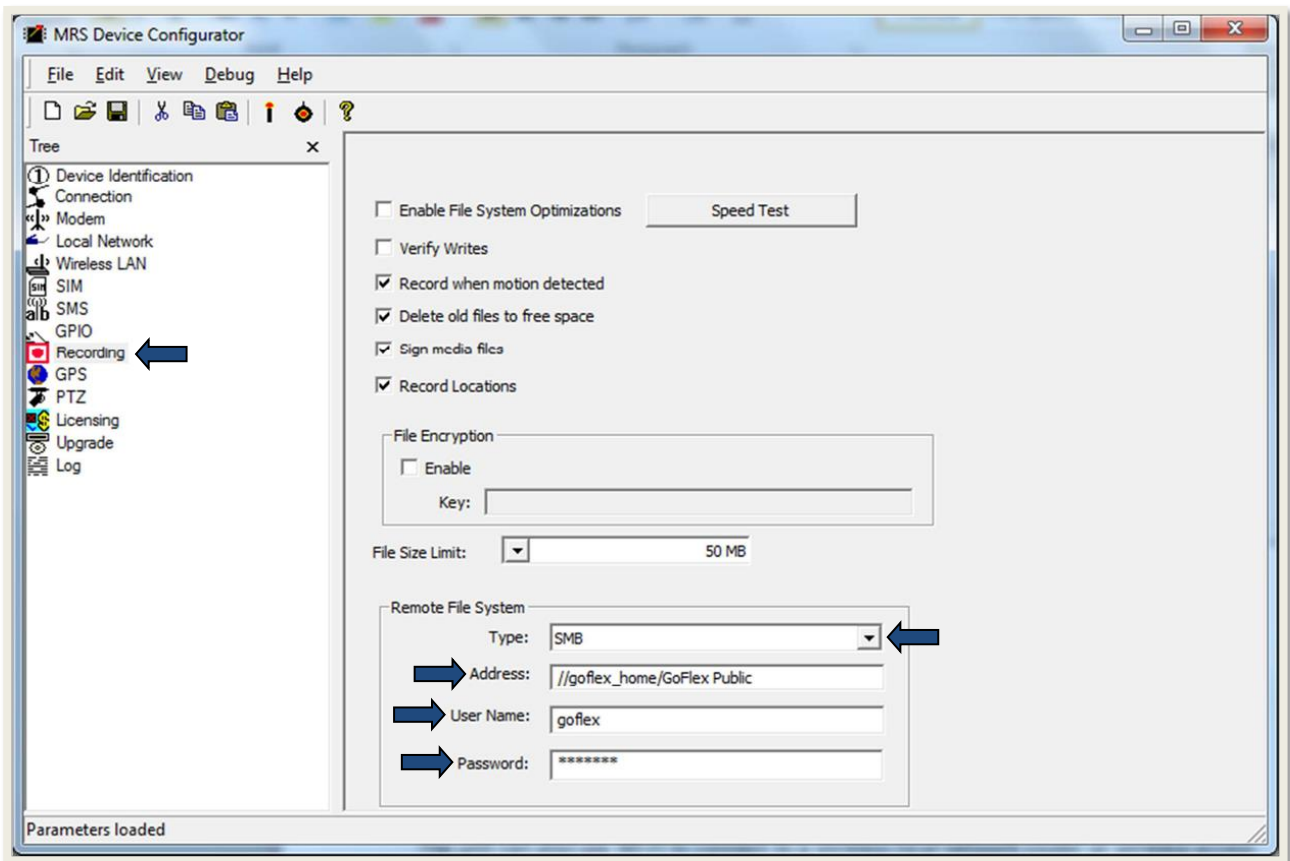 MRS Device Configurator
File Edit View Debug Help
Tree
Device Identification
Connection
Modem
Local Network
Wireless LAN
SIM
SMS
GPIO
Recording
GPS
PTZ
Licensing
Upgrade
Log
Enable File System Optimizations
Speed Test
Verify Writes
Record when motion detected
Delete old files to free space
Sign media files
Record Locations
File Encryption
Enable
Key:
File Size Limit: 50 MB
Remote File System
Type: SMB
Address: //goflex_home/GoFlex Public
User Name: goflex
Password: *******
Parameters loaded